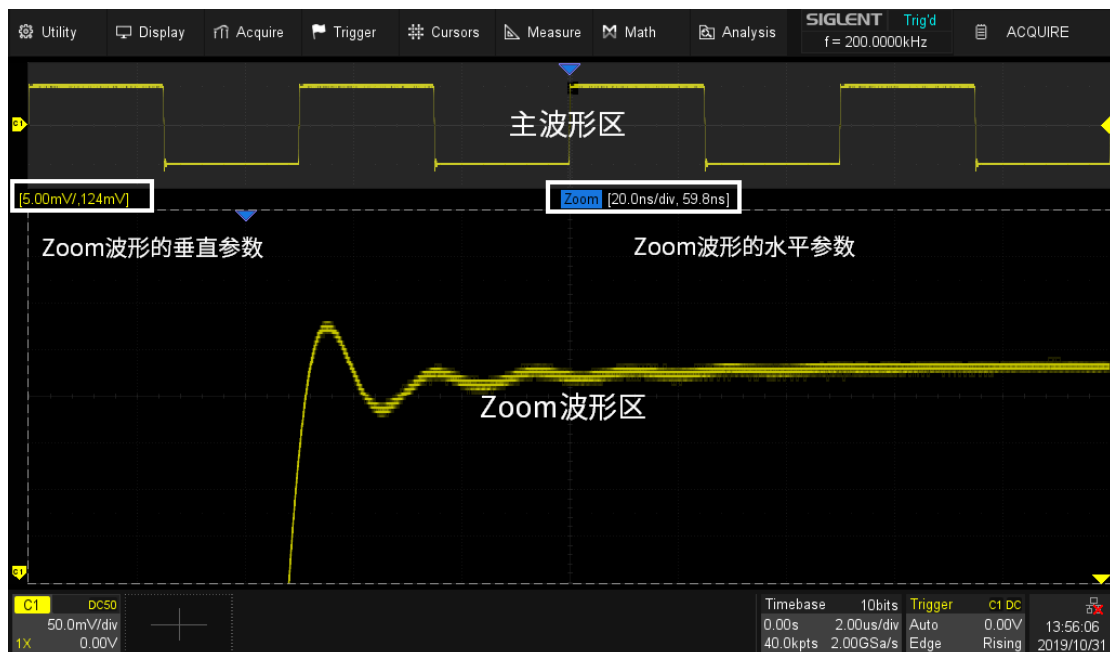 Utility Display Acquire Trigger Cursors Measure Math Analysis SIGLENT Trig'd ACQUIRE
f = 200.0000kHz
C1
主波形区
[5.00mV/,124mV] Zoom [20.0ns/div, 59.8ns]
Zoom波形的垂直参数 Zoom波形的水平参数
Zoom波形区
C1
C1 DC50 Timebase 10bits Trigger C1 DC
50.0mV/div 0.00s 2.00us/div Auto 0.00V 13:56:06
1X 0.00V 40.0kpts 2.00GSa/s Edge Rising 2019/10/31